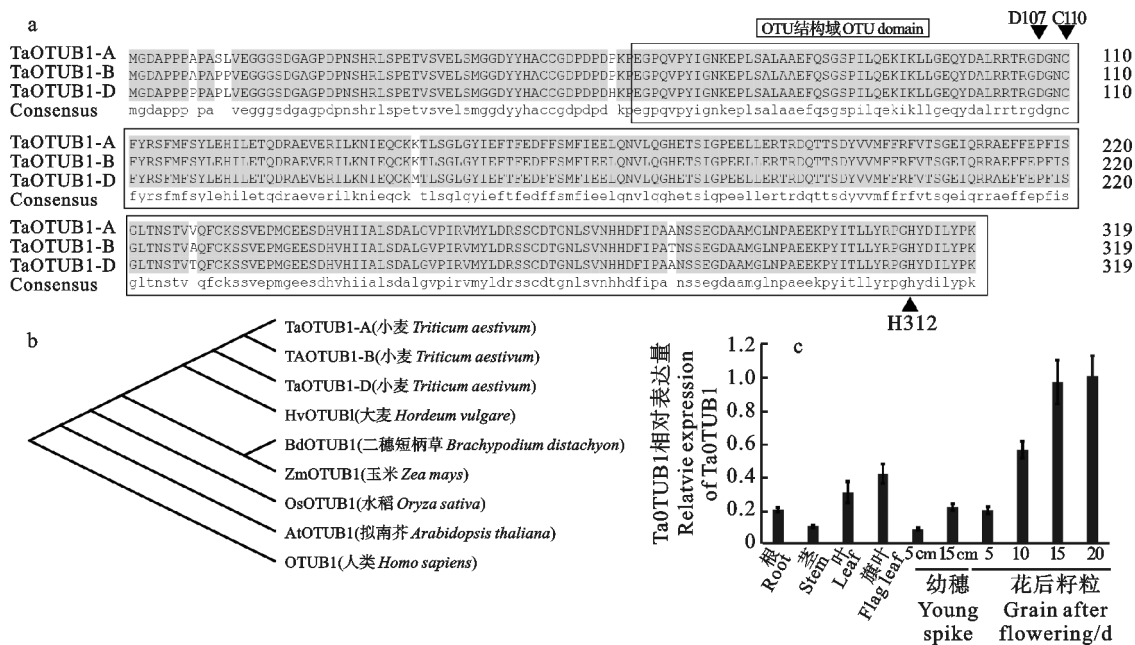 a
OTU结构域OTU domain
D107 C110
TaOTUB1-A MGDAPPPAPASLVEGGGSDGAGPDPNSHRLSPETVSVELSMGGDYYHACCGDPDPDPKPEGPQVPYIGNKEPLSALAAEFQSGSPILQEKIKLLGEQYDALRRTRGDGNC 110
TaOTUB1-B MGDAPPPPPAPPVEGGGSDGAGPDPNSHRLSPETVSVELSMGGDYYHACCGDPDPDPKPEGPQVPYIGNKEPLSALAAEFQSGSPILQEKIKLLGEQYDALRRTRGDGNC 110
TaOTUB1-D MGDAPPPPPAPLVEGGGSDGAGPDPNSHRLSPETVSVELSMGGDYYHACCGDPDPDHKPEGPQVPYIGNKEPLSALAAEFQSGSPILQEKIKLLGEQYDALRRTRGDGNC 110
Consensus mgdappp pa vegggsdgagpdpnshrlspetvsvelsmggdyyhaccgdpdpd kpegpqvpyignkeplsalaaefqsgspilqekikllgeqydalrrtrgdgnc
TaOTUB1-A FYRSFMFSYLEHILETQDRAEVERILKNIEQCKKTLSGLGYIEFTFEDFFSMFIEELQNVLQGHETSIGPEELLERTRDQTTSDYVVMFFRFVTSGEIQRRAEFFEPFIS 220
TaOTUB1-B FYRSFMFSYLEHILETQDRAEVERILKNIEQCKKTLSGLGYIEFTFEDFFSMFIEELQNVLQGHETSIGPEELLERTRDQTTSDYVVMFFRFVTSGEIQRRAEFFEPFIS 220
TaOTUB1-D FYRSFMFSYLEHILETQDRAEVERILKNIEQCKMTLSGLGYIEFTFEDFFSMFIEELQNVLQGHETSIGPEELLERTRDQTTSDYVVMFFRFVTSGEIQRRAEFFEPFIS 220
Consensus fyrsfmfsylehiletqdraeverilknieqck tlsglgyieftfedffsmfieelqnvlqghetsigpeellertrdqttsdyvvmffrfvtsgeiqrraeffepfis
TaOTUB1-A GLTNSTVVQFCKSSVEPMGEESDHVHIIALSDALGVPIRVMYLDRSSCDTGNLSVNHHDFIPAANSSEGDAAMGLNPAEEKPYITLLYRPGHYDILYPK 319
TaOTUB1-B GLTNSTVAQFCKSSVEPMGEESDHVHIIALSDALGVPIRVMYLDRSSCDTGNLSVNHHDFIPATNSSEGDAAMGLNPAEEKPYITLLYRPGHYDILYPK 319
TaOTUB1-D GLTNSTVTQFCKSSVEPMGEESDHVHIIALSDALGVPIRVMYLDRSSCDTGNLSVNHHDFIPAANSSEGDAAMGLNPAEEKPYITLLYRPGHYDILYPK 319
Consensus gltnstv qfckssvepmgeesdhvhiialsdalgvpirvmyldrsscdtgnlsvnhhdfipa nssegdaamglnpaeekpyitllyrpghydilypk
H312
b
TaOTUB1-A(小麦 Triticum aestivum)
TAOTUB1-B(小麦 Triticum aestivum)
TaOTUB1-D(小麦 Triticum aestivum)
HvOTUBl(大麦 Hordeum vulgare)
BdOTUB1(二穗短柄草 Brachypodium distachyon)
ZmOTUB1(玉米 Zea mays)
OsOTUB1(水稻 Oryza sativa)
AtOTUB1(拟南芥 Arabidopsis thaliana)
OTUB1(人类 Homo sapiens)
c
Ta0TUB1相对表达量
Relatvie expression
of Ta0TUB1
1.2
1.0
0.8
0.6
0.4
0.2
0
根
Root
茎
Stem
叶
Leaf
旗叶
Flag leaf
5 cm 15 cm 5 10 15 20
幼穗
Young
spike
花后籽粒
Grain after
flowering/d